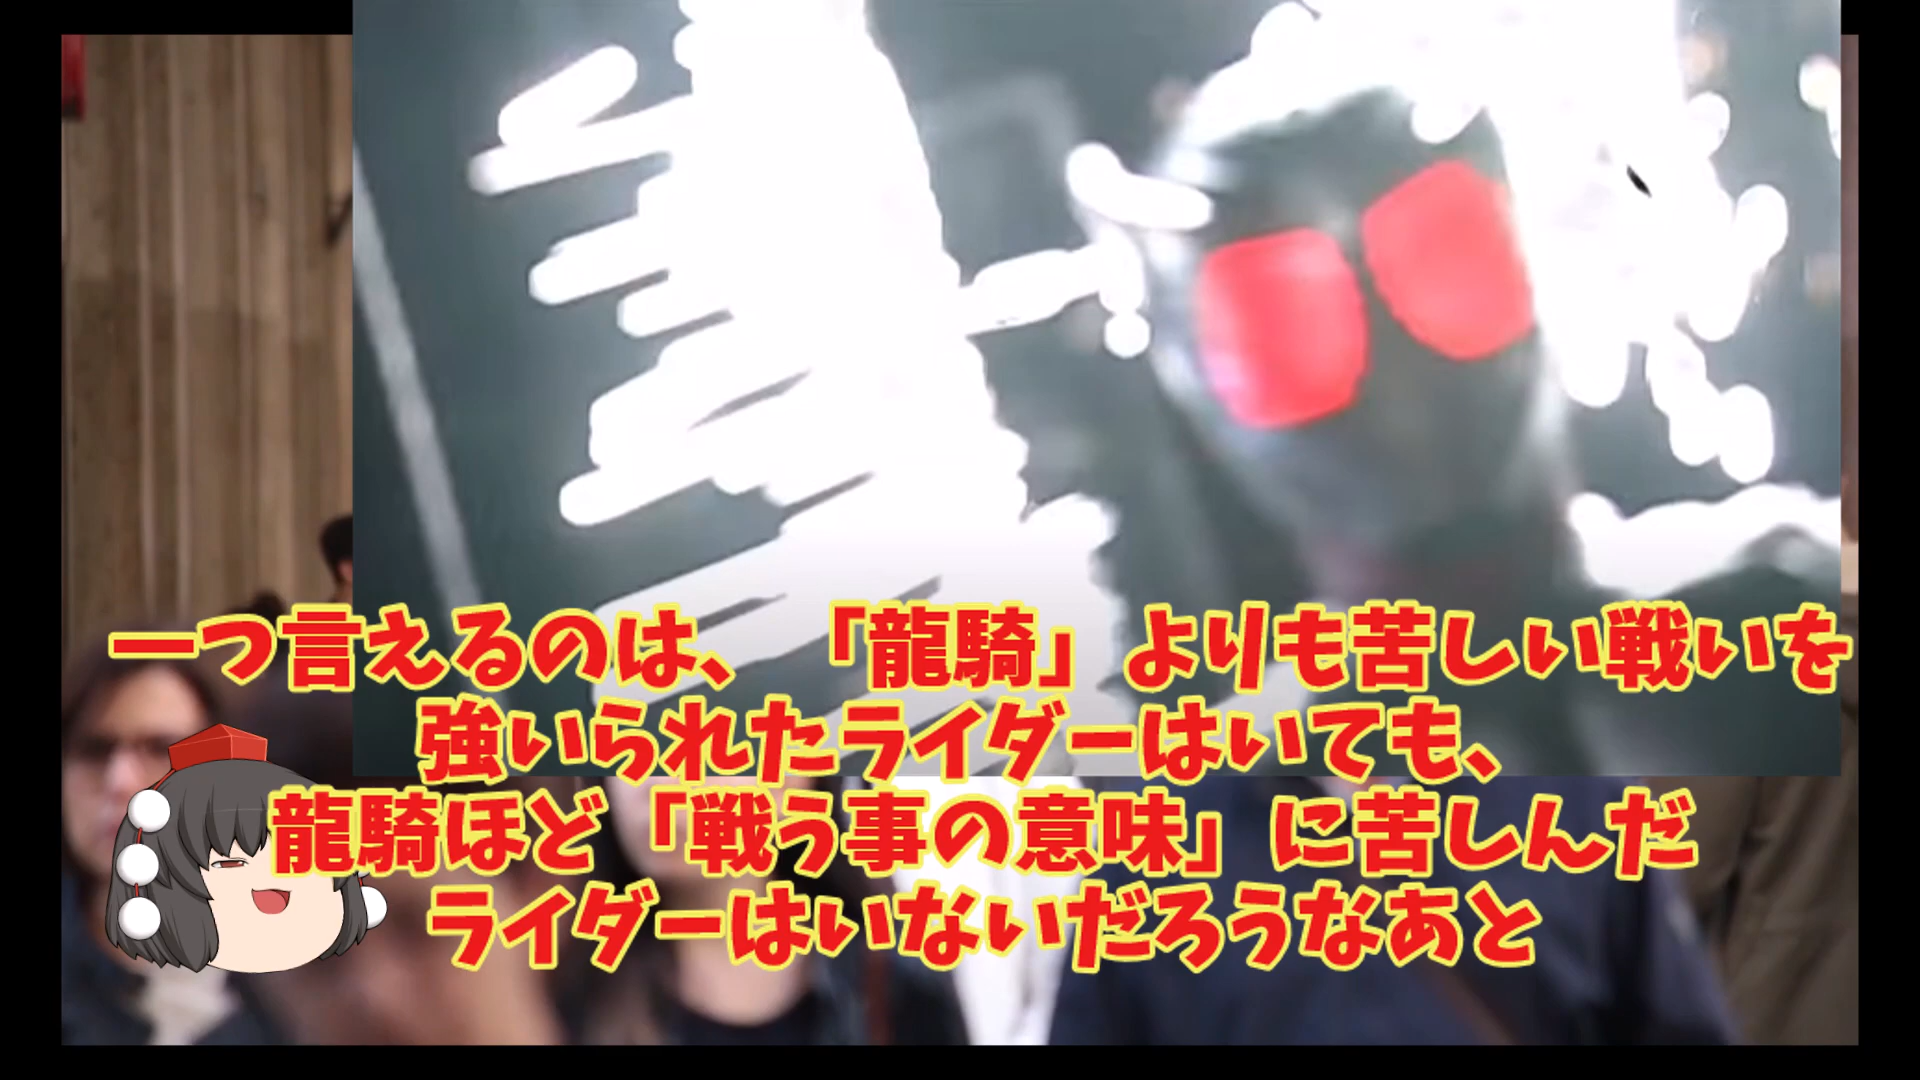 一つ言えるのは、「龍騎」よりも苦しい戦いを
強いられたライダーはいても、
龍騎ほど「戦う事の意味」に苦しんだ
ライダーはいないだろうなあと